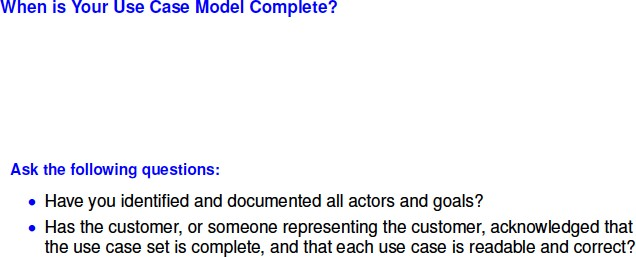 When is Your Use Case Model Complete?
Ask the following questions:
• Have you identified and documented all actors and goals?
• Has the customer, or someone representing the customer, acknowledged that
the use case set is complete, and that each use case is readable and correct?